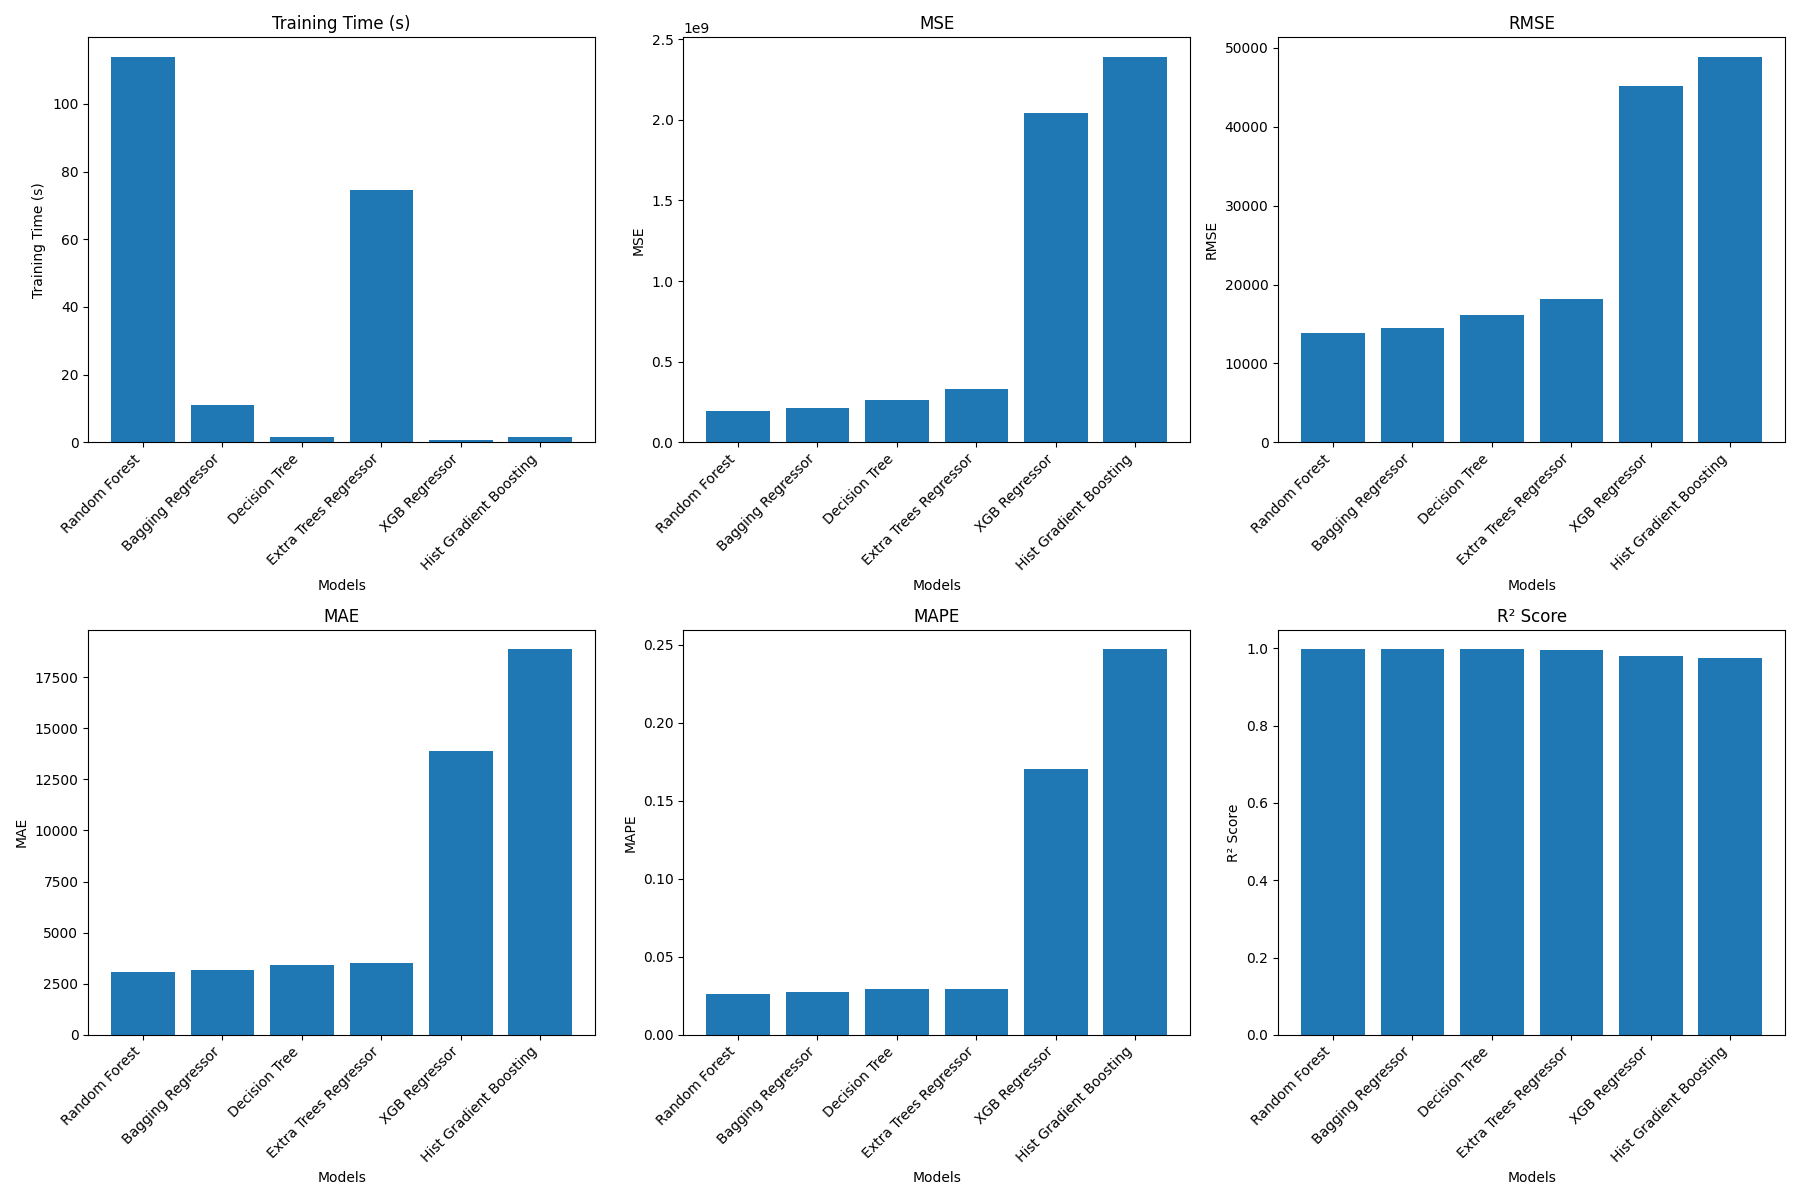 Training Time (s)
Training Time (s)
100
80
60
40
20
0
Random Forest
Bagging Regressor
Decision Tree
Extra Trees Regressor
XGB Regressor
Hist Gradient Boosting
Models
MSE
1e9
MSE
2.5
2.0
1.5
1.0
0.5
0.0
Random Forest
Bagging Regressor
Decision Tree
Extra Trees Regressor
XGB Regressor
Hist Gradient Boosting
Models
RMSE
RMSE
50000
40000
30000
20000
10000
0
Random Forest
Bagging Regressor
Decision Tree
Extra Trees Regressor
XGB Regressor
Hist Gradient Boosting
Models
MAE
MAE
17500
15000
12500
10000
7500
5000
2500
0
Random Forest
Bagging Regressor
Decision Tree
Extra Trees Regressor
XGB Regressor
Hist Gradient Boosting
Models
MAPE
MAPE
0.25
0.20
0.15
0.10
0.05
0.00
Random Forest
Bagging Regressor
Decision Tree
Extra Trees Regressor
XGB Regressor
Hist Gradient Boosting
Models
R² Score
R² Score
1.0
0.8
0.6
0.4
0.2
0.0
Random Forest
Bagging Regressor
Decision Tree
Extra Trees Regressor
XGB Regressor
Hist Gradient Boosting
Models